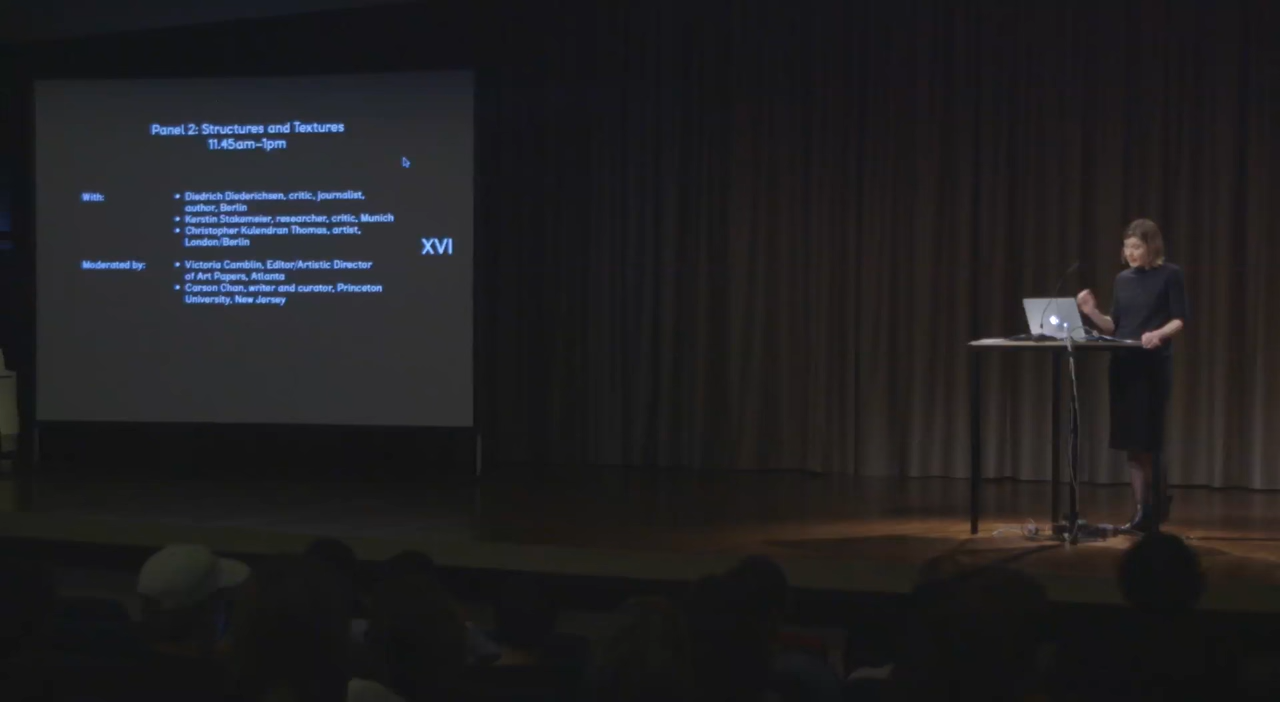 Panel 2: Structures and Textures
11.45am–1pm
With:
• Diedrich Diederichsen, critic, journalist,
author, Berlin
• Kerstin Stakemeier, researcher, critic, Munich
• Christopher Kulendran Thomas, artist,
London/Berlin
XVI
Moderated by:
• Victoria Camblin, Editor/Artistic Director
of Art Papers, Atlanta
• Carson Chan, writer and curator, Princeton
University, New Jersey